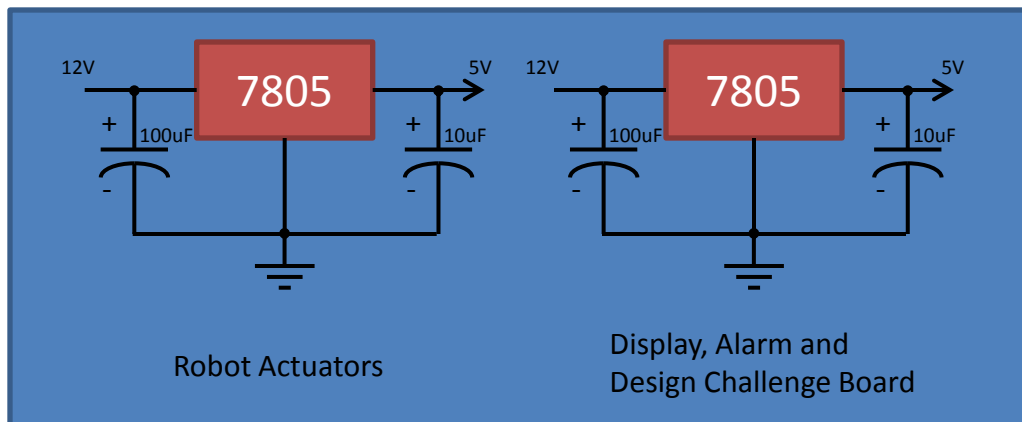 12V
7805
5V
+
100uF
-
+
10uF
-
Robot Actuators
12V
7805
5V
+
100uF
-
+
10uF
-
Display, Alarm and
Design Challenge Board